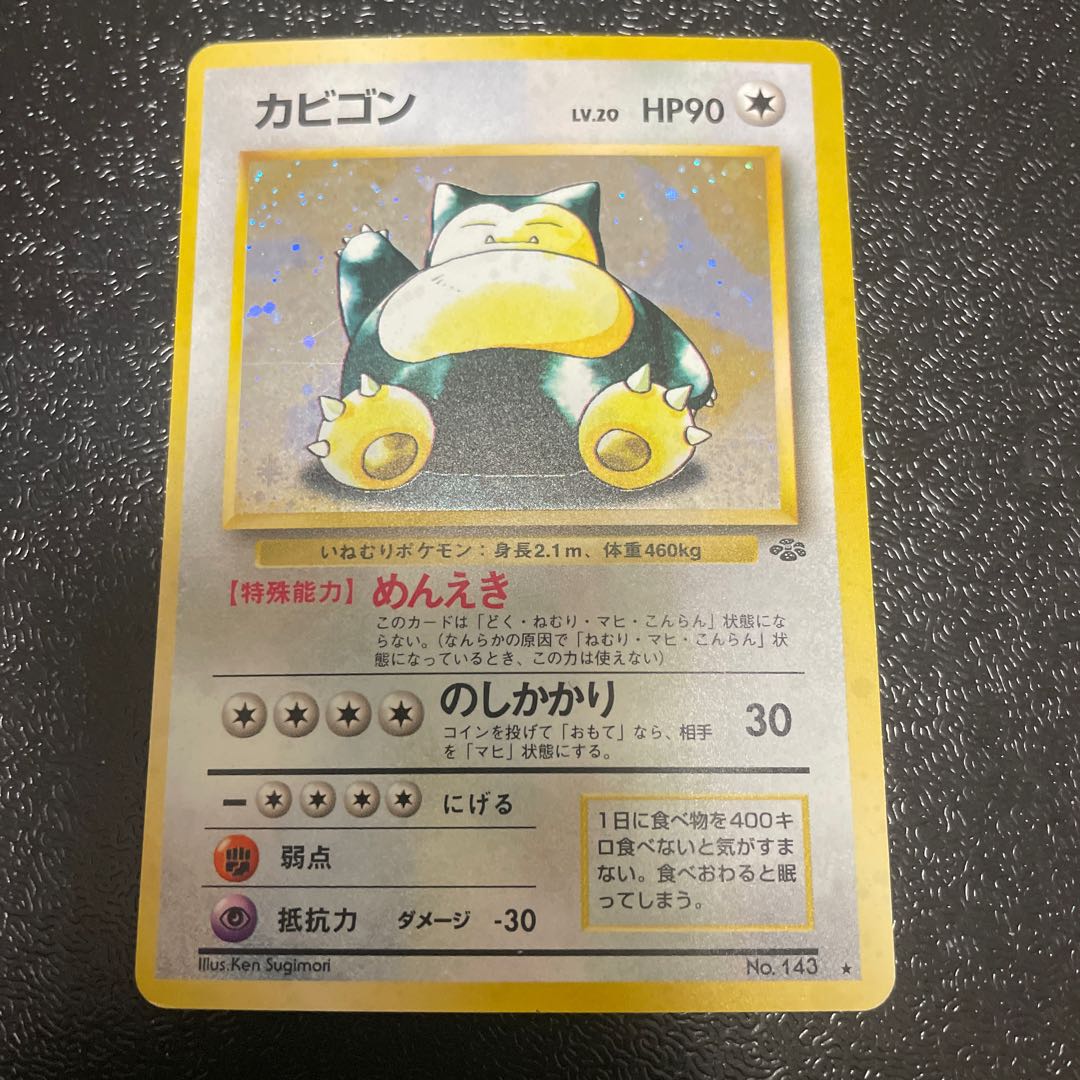 カビゴン LV.20 HP90
いねむりポケモン：身長2.1m、体重460kg
【特殊能力】めんえき
このカードは「どく・ねむり・マヒ・こんらん」状態にな
らない。（なんらかの原因で「ねむり・マヒ・こんらん」状
態になっているとき、この力は使えない）
のしかかり 30
コインを投げて「おもて」なら、相手
を「マヒ」状態にする。
にげる
弱点
抵抗力 ダメージ -30
1日に食べ物を400キ
ロ食べないと気がすま
ない。食べおわると眠
ってしまう。
Illus.Ken Sugimori No. 143 ★